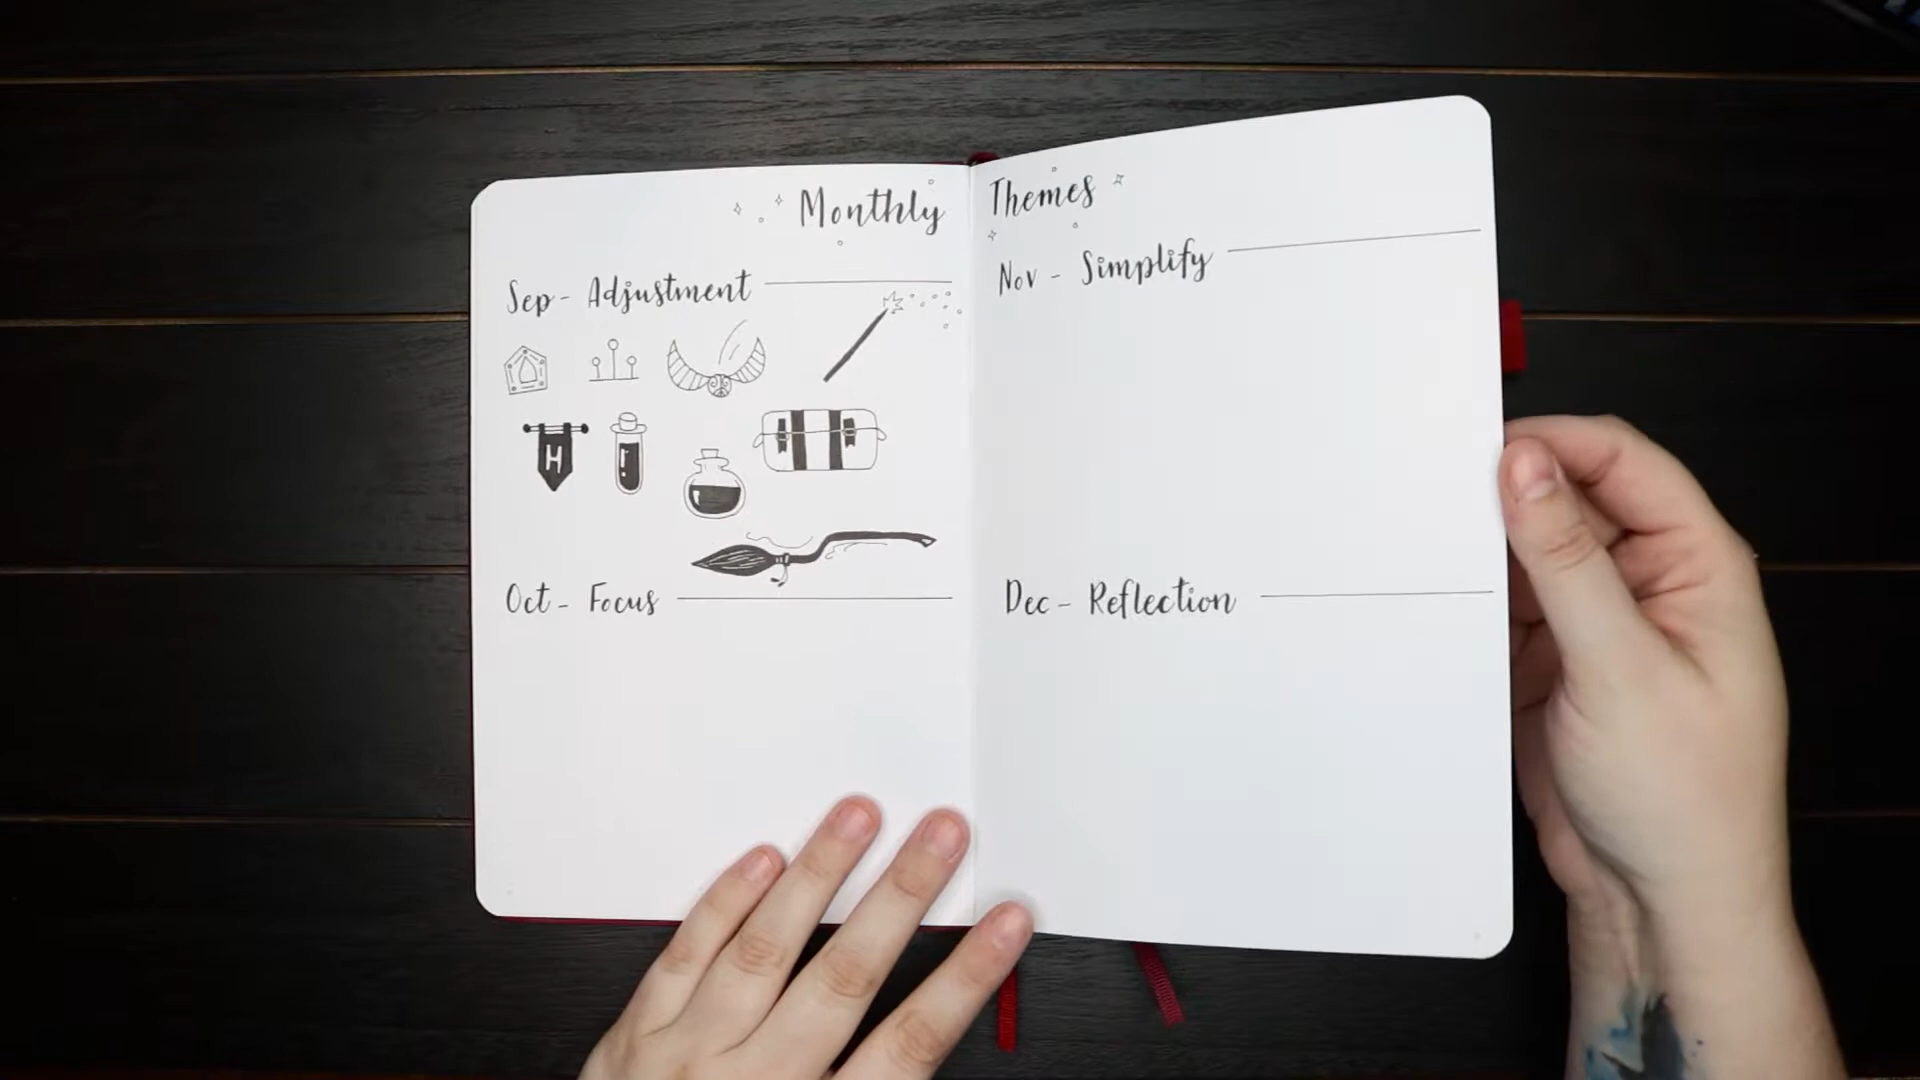 Monthly Themes
Sep - Adjustment
H
Oct - Focus
Nov - Simplify
Dec - Reflection